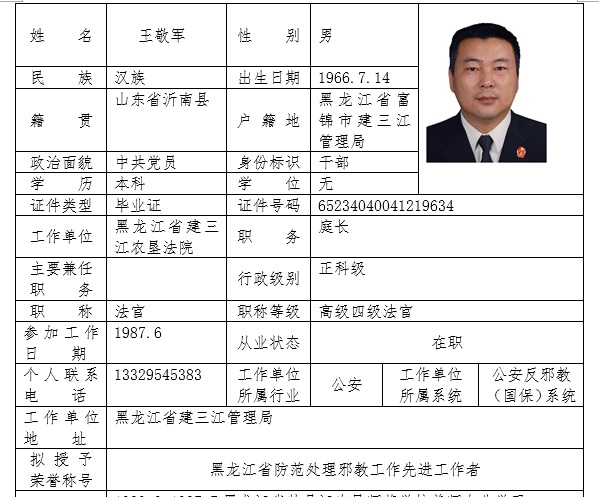 姓 名 王敬军 性 别 男
民 族 汉族 出生日期 1966.7.14
籍 贯 山东省沂南县 户 籍 地 黑龙江省富
锦市建三江
管理局
政治面貌 中共党员 身份标识 干部
学 历 本科 学 位 无
证件类型 毕业证 证件号码 65234040041219634
工作单位 黑龙江省建三
江农垦法院 职 务 庭长
主要兼任
职 务 行政级别 正科级
职 称 法官 职称等级 高级四级法官
参加工作
日 期 1987.6 从业状态 在职
个人联系
电 话 13329545383 工作单位
所属行业 公安 工作单位
所属系统 公安反邪教
（国保）系统
工作单位
地 址 黑龙江省建三江管理局
拟授予
荣誉称号 黑龙江省防范处理邪教工作先进工作者